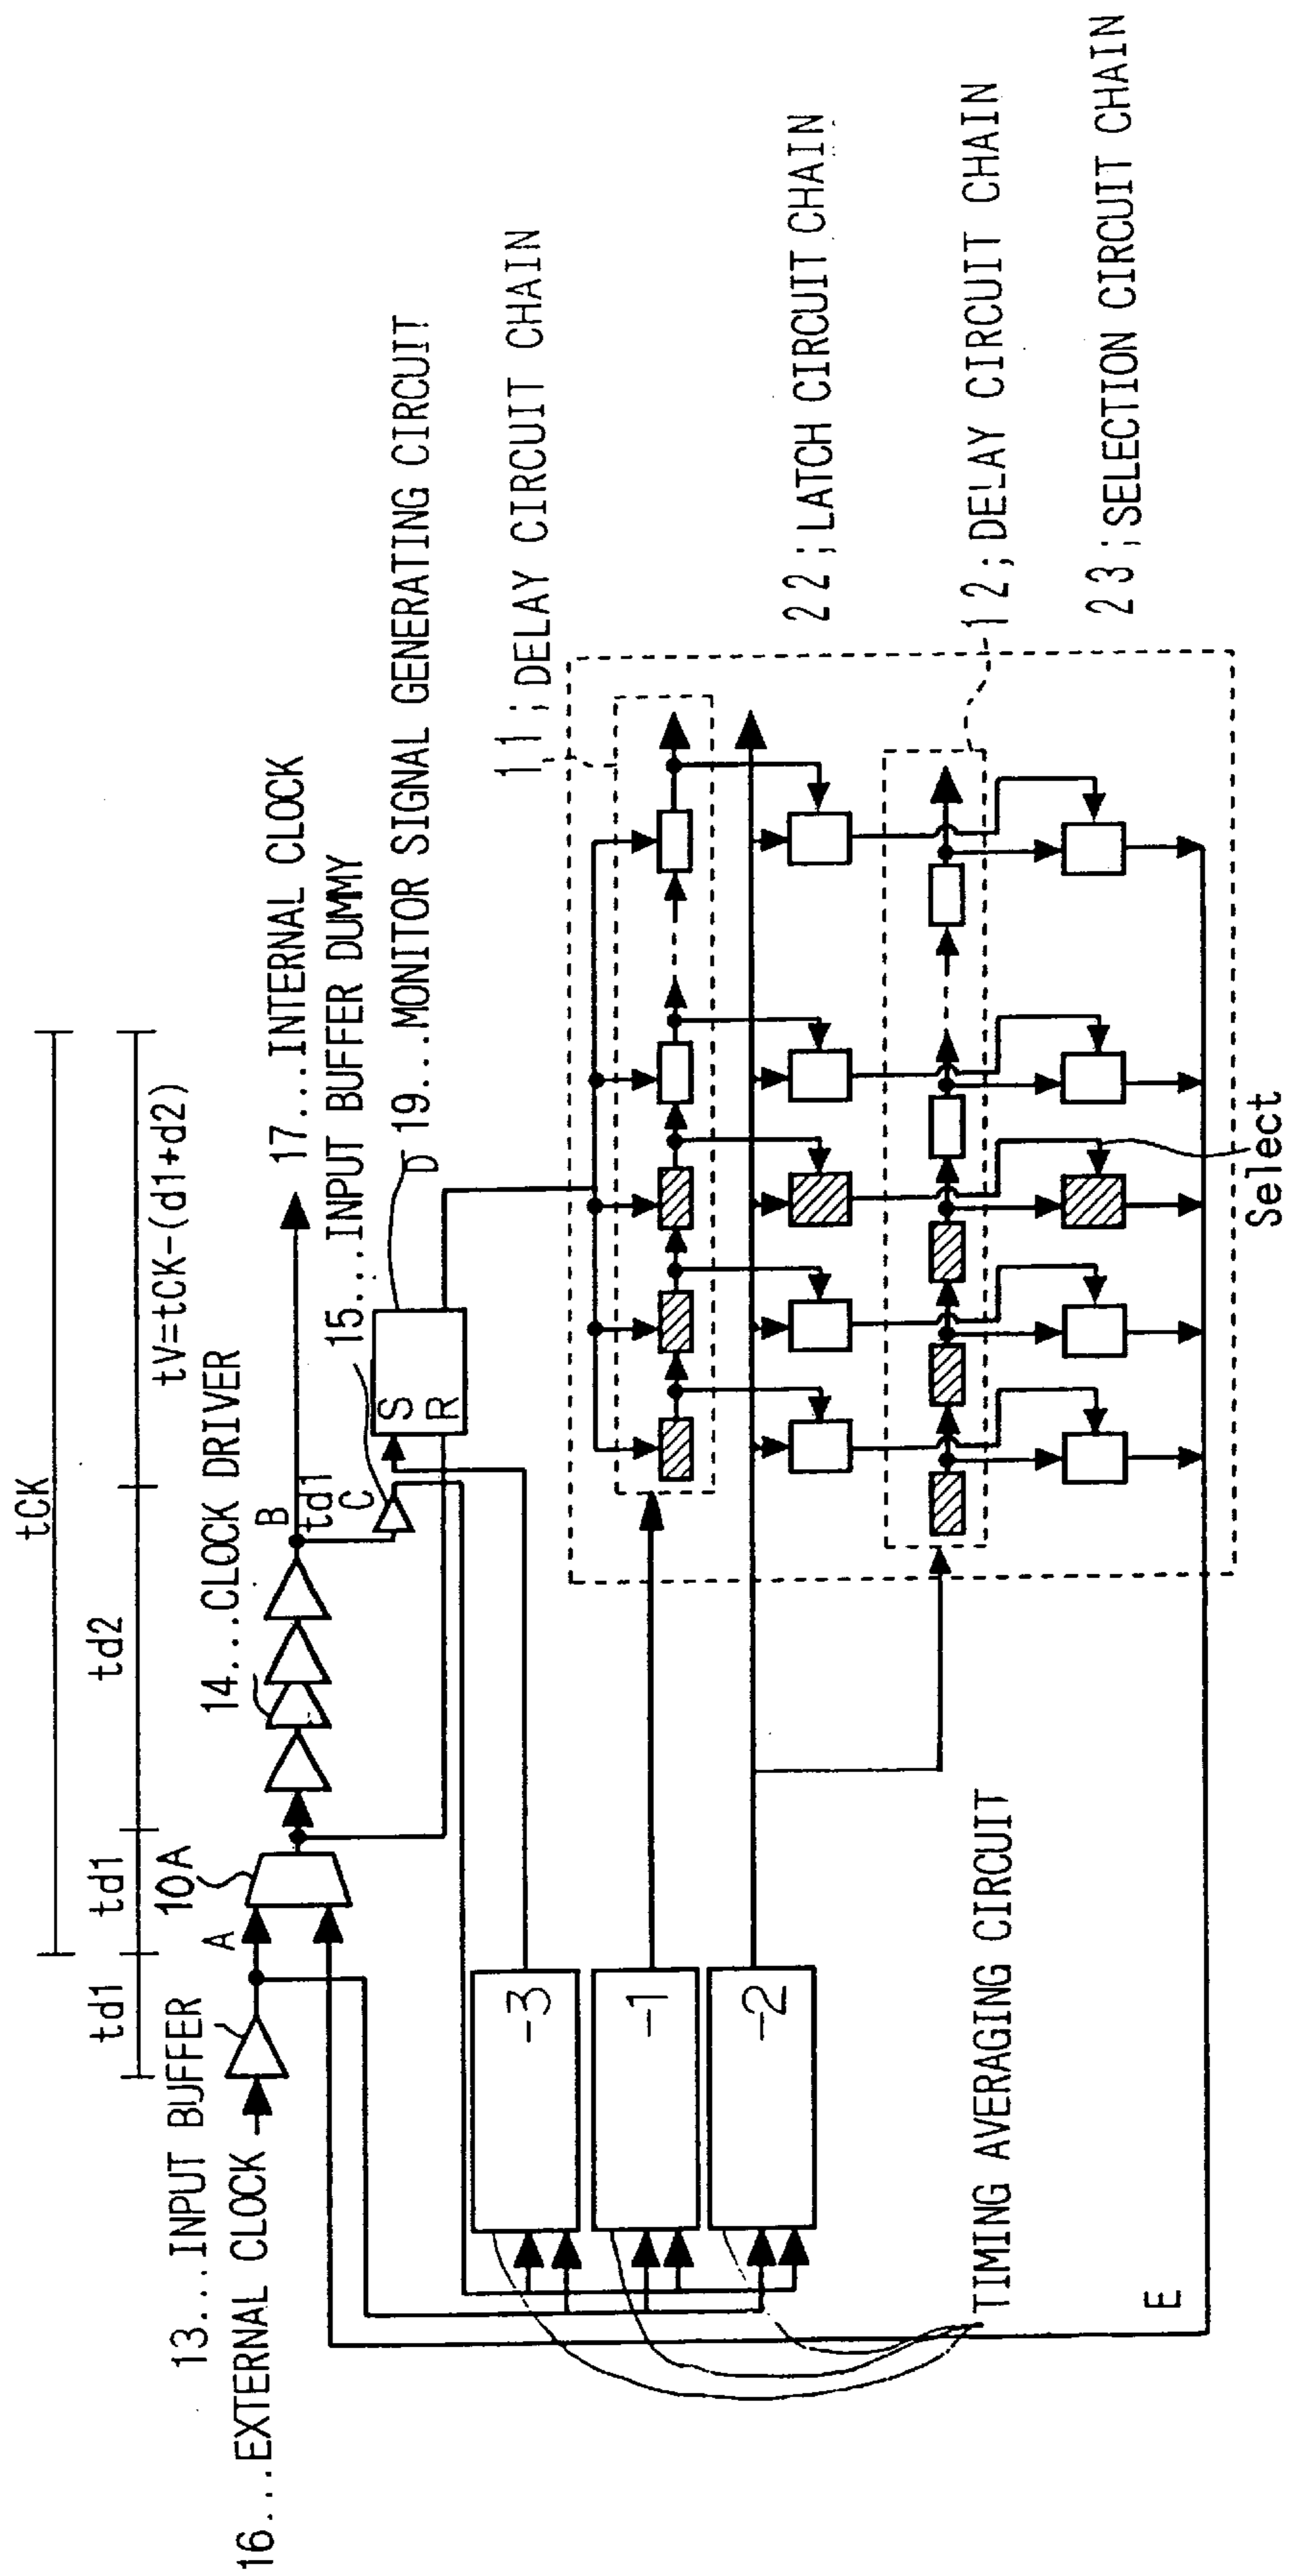 tCK
td1
td1
td2
tV=tCK-(d1+d2)
13...INPUT BUFFER
16...EXTERNAL CLOCK
A
10A
14...CLOCK DRIVER
B
td1
C
17...INTERNAL CLOCK
15...INPUT BUFFER DUMMY
S
R
D
19...MONITOR SIGNAL GENERATING CIRCUIT
-3
-1
-2
TIMING AVERAGING CIRCUIT
11;DELAY CIRCUIT CHAIN
22;LATCH CIRCUIT CHAIN
12;DELAY CIRCUIT CHAIN
23;SELECTION CIRCUIT CHAIN
Select
E